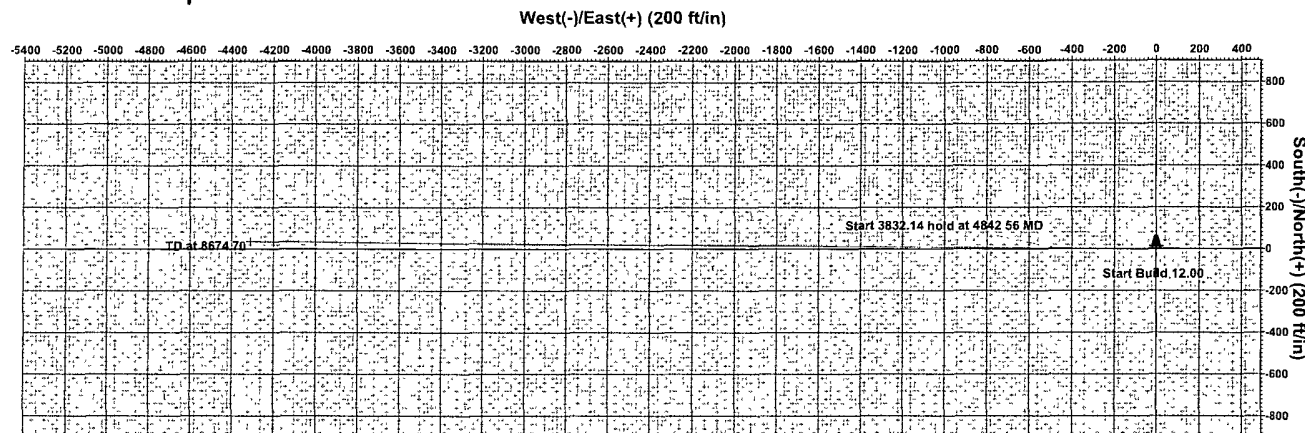 West(-)/East(+) (200 ft/in)
-5400 -5200 -5000 -4800 -4600 -4400 -4200 -4000 -3800 -3600 -3400 -3200 -3000 -2800 -2600 -2400 -2200 -2000 -1800 -1600 -1400 -1200 -1000 -800 -600 -400 -200 0 200 400
800
600
400
200
Start 3832.14 hold at 4842 56 MD
TD at 8674.70
0
Start Build 12.00
-200
-400
-600
-800
South(-)/North(+) (200 ft/in)